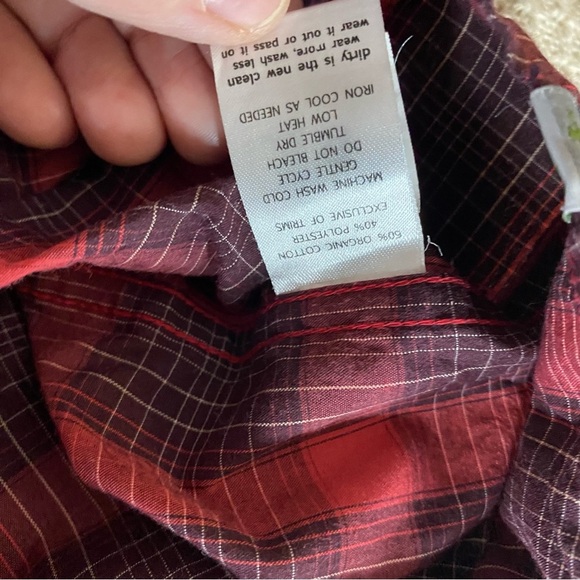 60% ORGANIC COTTON
40% POLYESTER
EXCLUSIVE OF TRIMS
MACHINE WASH COLD
GENTLE CYCLE
DO NOT BLEACH
TUMBLE DRY
LOW HEAT
IRON COOL AS NEEDED
dirty is the new clean
wear more, wash less
wear it out or pass it on